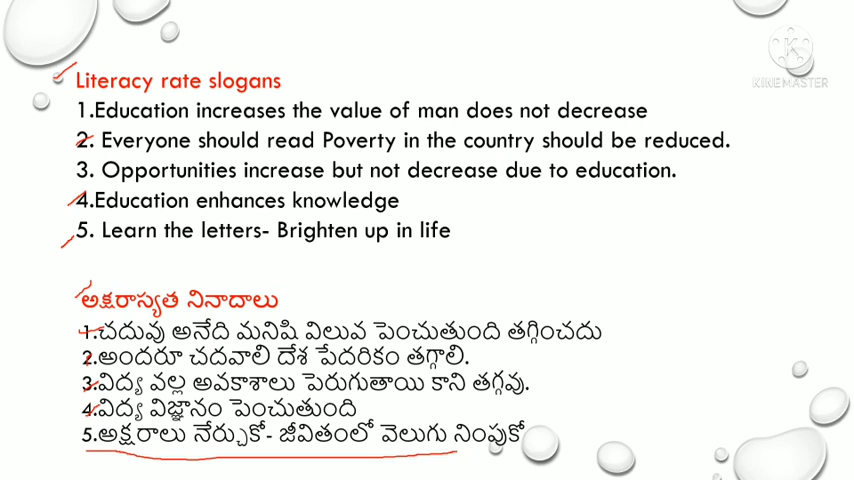 KINEMASTER
Literacy rate slogans
1.Education increases the value of man does not decrease
2. Everyone should read Poverty in the country should be reduced.
3. Opportunities increase but not decrease due to education.
4.Education enhances knowledge
5. Learn the letters- Brighten up in life
అక్షరాస్యత నినాదాలు
1.చదువు అనేది మనిషి విలువ పెంచుతుంది తగ్గించదు
2.అందరూ చదవాలి దేశ పేదరికం తగ్గాలి.
3.విద్య వల్ల అవకాశాలు పెరుగుతాయి కాని తగ్గవు.
4.విద్య విజ్ఞానం పెంచుతుంది
5.అక్షరాలు నేర్చుకో- జీవితంలో వెలుగు నింపుకో